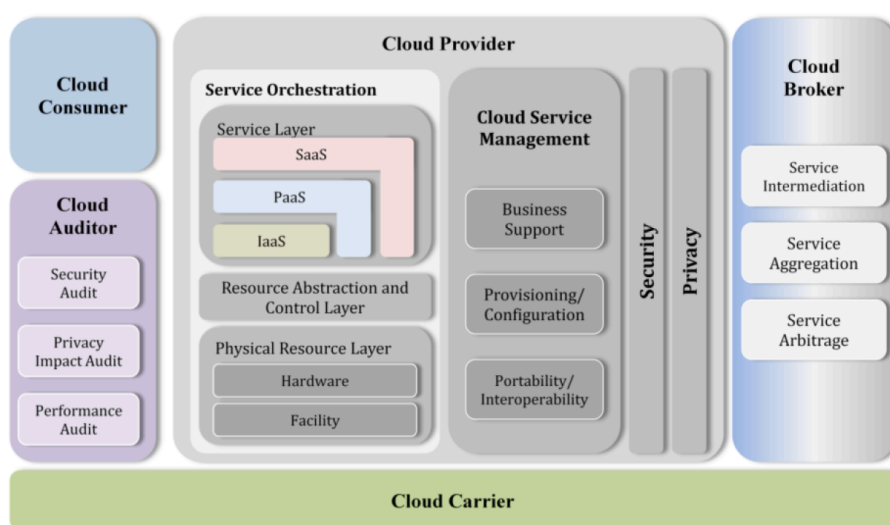 Cloud
Consumer
Cloud
Auditor
Security
Audit
Privacy
Impact Audit
Performance
Audit
Cloud Provider
Service Orchestration
Service Layer
SaaS
PaaS
IaaS
Resource Abstraction and
Control Layer
Physical Resource Layer
Hardware
Facility
Cloud Service
Management
Business
Support
Provisioning/
Configuration
Portability/
Interoperability
Security
Privacy
Cloud
Broker
Service
Intermediation
Service
Aggregation
Service
Arbitrage
Cloud Carrier